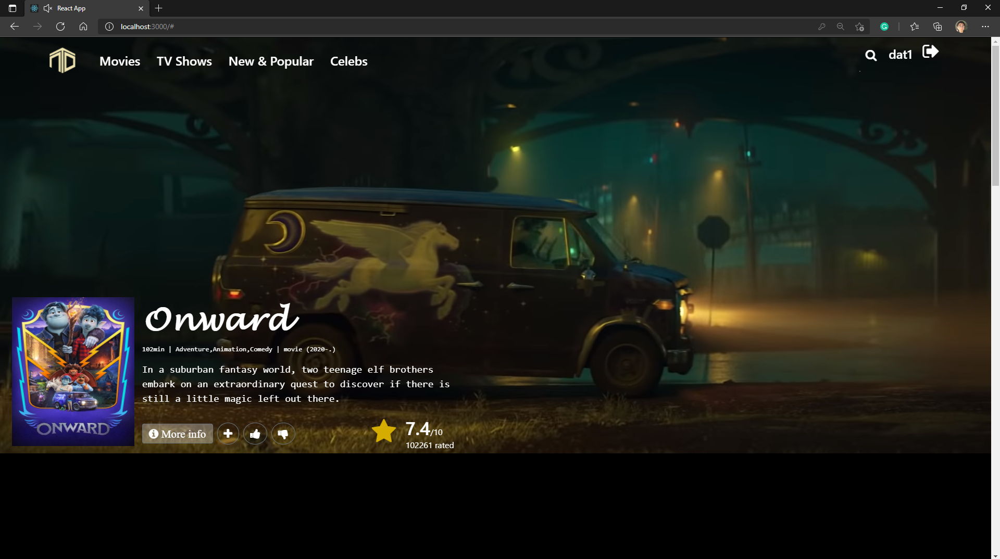 React App
localhost:3000/#
Movies TV Shows New & Popular Celebs
dat1
Onward
102min | Adventure,Animation,Comedy | movie (2020-.)
In a suburban fantasy world, two teenage elf brothers
embark on an extraordinary quest to discover if there is
still a little magic left out there.
ONWARD
More info
7.4/10
102261 rated